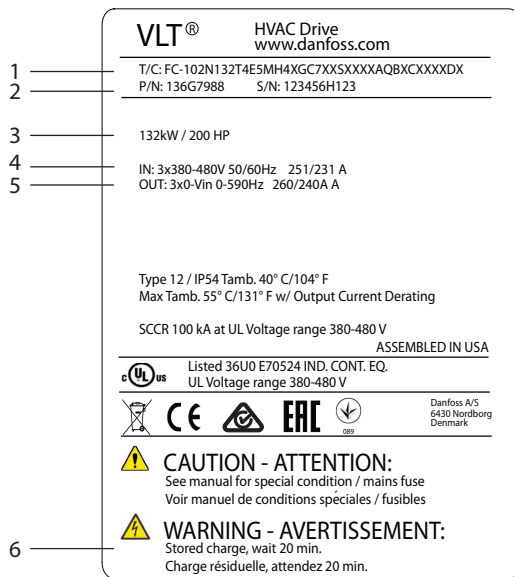 VLT® HVAC Drive
www.danfoss.com
1 T/C: FC-102N132T4E5MH4XGC7XXSXXXXAQBXCXXXXDX
2 P/N: 136G7988 S/N: 123456H123
3 132kW / 200 HP
4 IN: 3x380-480V 50/60Hz 251/231 A
5 OUT: 3x0-Vin 0-590Hz 260/240A A
Type 12 / IP54 Tamb. 40° C/104° F
Max Tamb. 55° C/131° F w/ Output Current Derating
SCCR 100 kA at UL Voltage range 380-480 V
ASSEMBLED IN USA
c UL us Listed 36U0 E70524 IND. CONT. EQ.
UL Voltage range 380-480 V
CE EAC 089
Danfoss A/S
6430 Nordborg
Denmark
CAUTION - ATTENTION:
See manual for special condition / mains fuse
Voir manuel de conditions spéciales / fusibles
WARNING - AVERTISSEMENT:
6 Stored charge, wait 20 min.
Charge résiduelle, attendez 20 min.